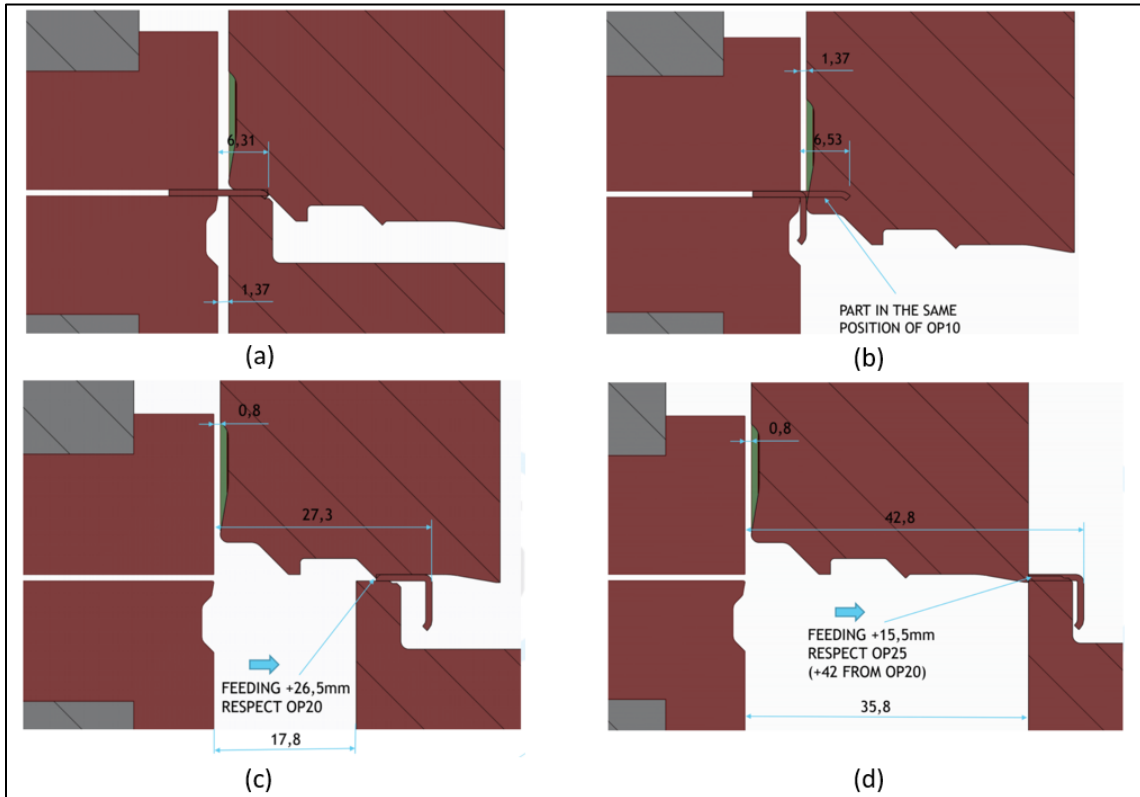 6,31
1,37
(a)
1,37
6,53
PART IN THE SAME
POSITION OF OP10
(b)
0,8
27,3
FEEDING +26,5mm
RESPECT OP20
17,8
(c)
0,8
42,8
FEEDING +15,5mm
RESPECT OP25
(+42 FROM OP20)
35,8
(d)